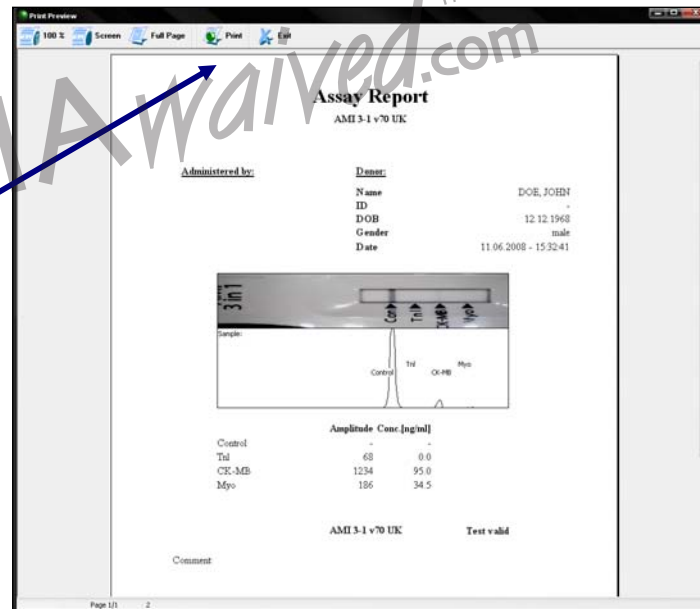 Print Preview
100 % Screen Full Page Print Exit
Assay Report
AMI 3-1 v70 UK
Administered by: Donor:
Name DOE, JOHN
ID -
DOB 12.12.1968
Gender male
Date 11.06.2008 - 15:32:41
3 in 1
Con TnI CK-MB Myo
Sample:
Control TnI CK-MB Myo
Amplitude Conc.[ng/ml]
Control - -
TnI 68 0.0
CK-MB 1234 95.0
Myo 186 34.5
AMI 3-1 v70 UK Test valid
Comment:
Page 1/1 2
IAwaived.com